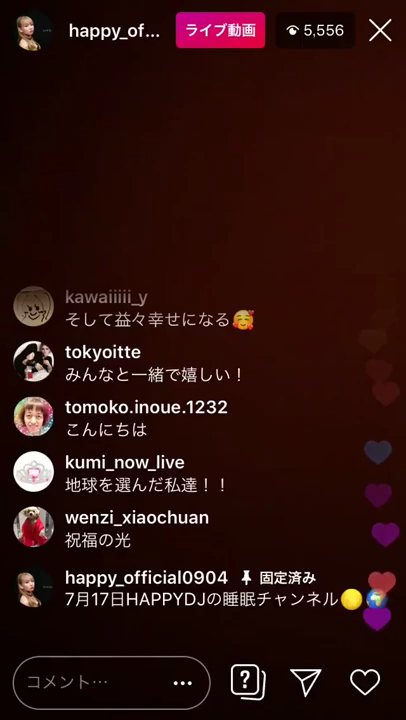 happy_of...
ライブ動画
5,556
kawaiiiii_y
そして益々幸せになる🥰
tokyoitte
みんなと一緒で嬉しい！
tomoko.inoue.1232
こんにちは
kumi_now_live
地球を選んだ私達！！
wenzi_xiaochuan
祝福の光
happy_official0904 固定済み
7月17日HAPPYDJの睡眠チャンネル🌕🌍
コメント…